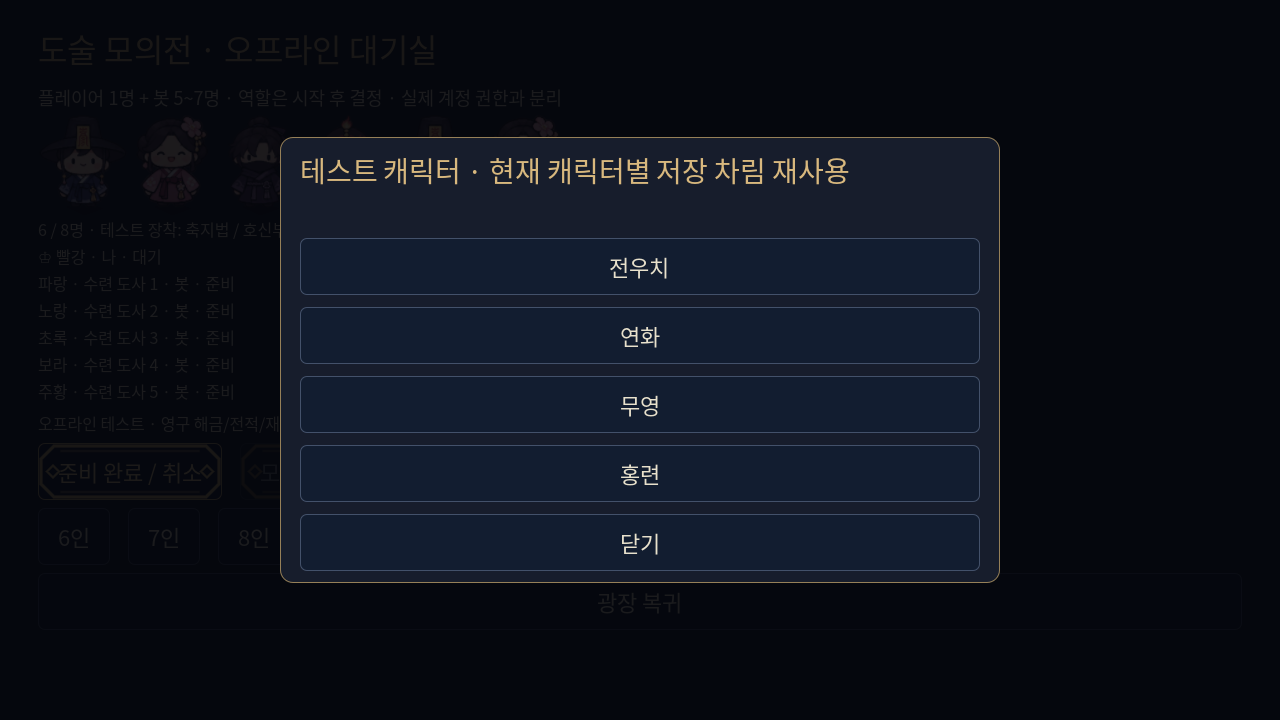 도술 모의전 · 오프라인 대기실
플레이어 1명 + 봇 5~7명 · 역할은 시작 후 결정 · 실제 계정 권한과 분리
테스트 캐릭터 · 현재 캐릭터별 저장 차림 재사용
6 / 8명 · 테스트 장착: 축지법 / 호신부
♔ 빨강 · 나 · 대기
파랑 · 수련 도사 1 · 봇 · 준비
노랑 · 수련 도사 2 · 봇 · 준비
초록 · 수련 도사 3 · 봇 · 준비
보라 · 수련 도사 4 · 봇 · 준비
주황 · 수련 도사 5 · 봇 · 준비
오프라인 테스트 · 영구 해금/전적/재
전우치
연화
무영
홍련
닫기
준비 완료 / 취소
6인
7인
8인
광장 복귀